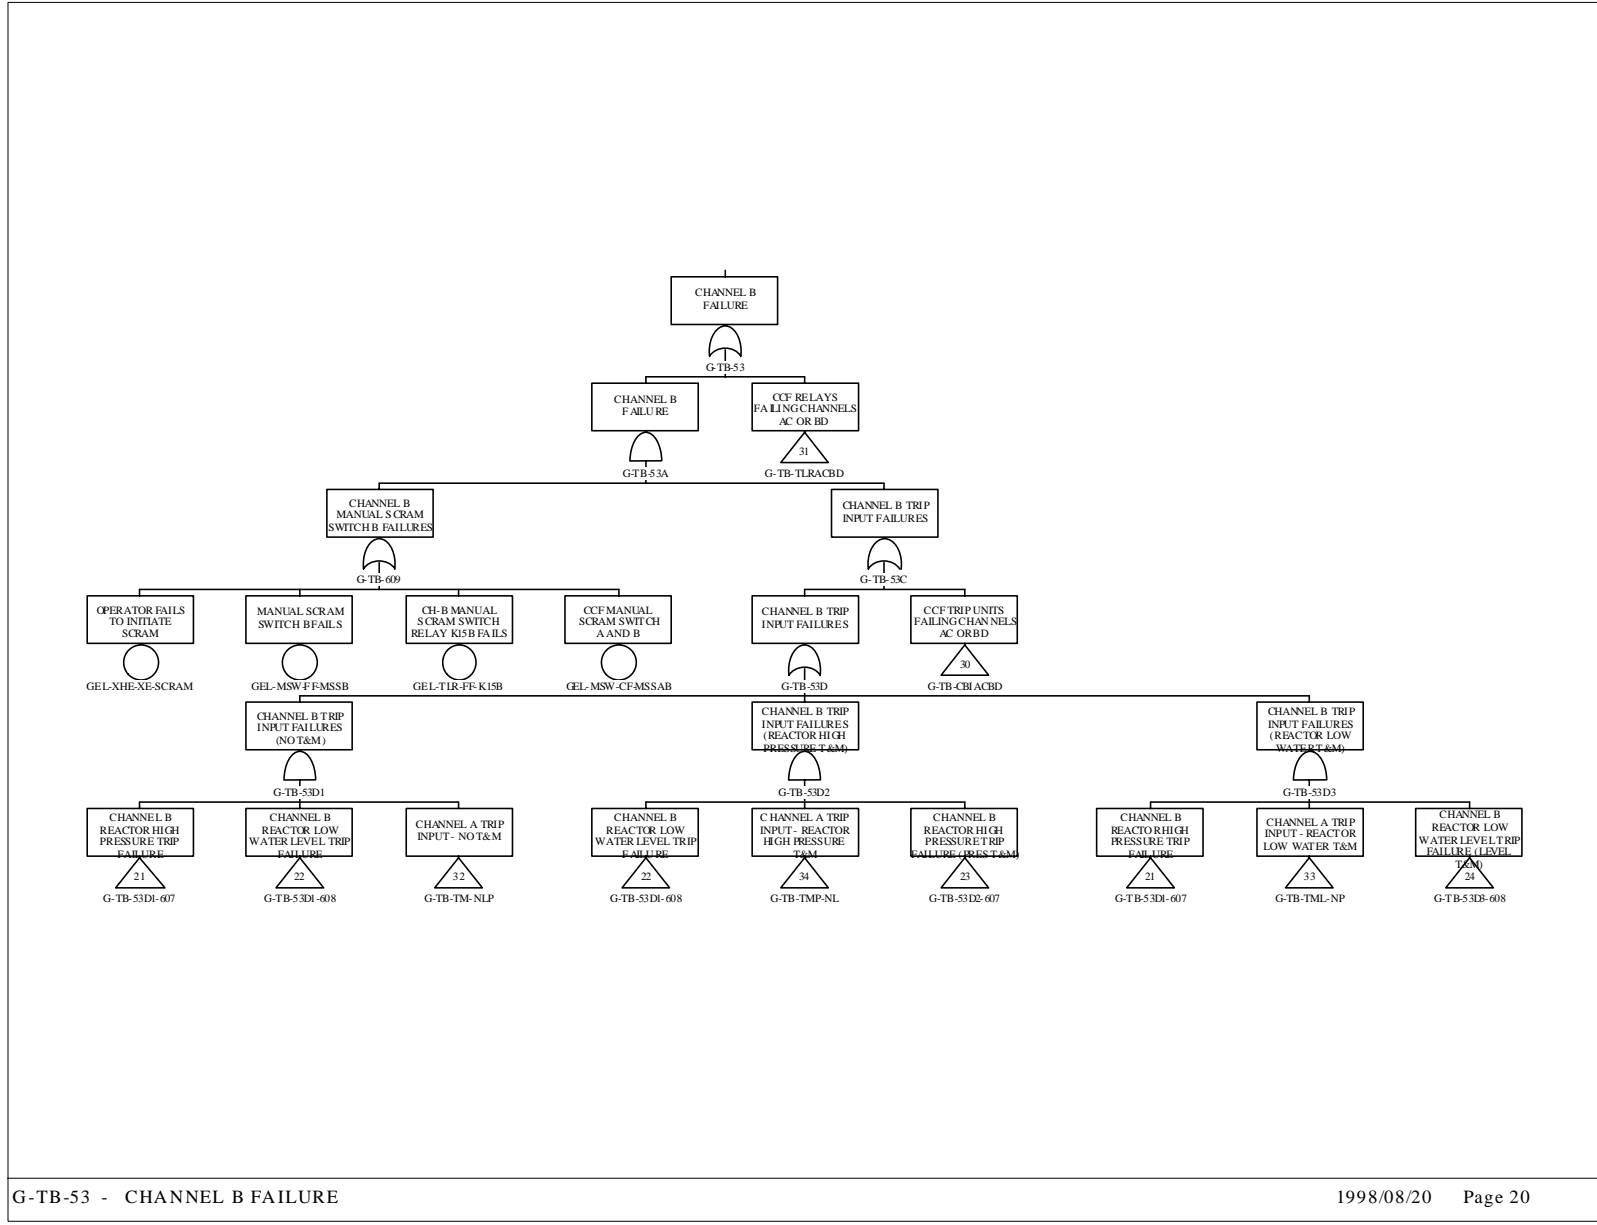 CHANNEL B
FAILURE
G-TB-53
CHANNEL B
FAILURE
CCF RELAYS
FAILING CHANNELS
AC OR BD
31
G-TB-53A
G-TB-TLRACBD
CHANNEL B
MANUAL SCRAM
SWITCH B FAILURES
CHANNEL B TRIP
INPUT FAILURES
G-TB-609
G-TB-53C
OPERATOR FAILS
TO INITIATE
SCRAM
MANUAL SCRAM
SWITCH B FAILS
CH-B MANUAL
SCRAM SWITCH
RELAY K15B FAILS
CCF MANUAL
SCRAM SWITCH
A AND B
CHANNEL B TRIP
INPUT FAILURES
CCF TRIP UNITS
FAILING CHANNELS
AC OR BD
30
GEL-XHE-XE-SCRAM
GEL-MSW-FF-MSSB
GEL-TLR-FF-K15B
GEL-MSW-CF-MSSAB
G-TB-53D
G-TB-CBIACBD
CHANNEL B TRIP
INPUT FAILURES
(NO T&M)
CHANNEL B TRIP
INPUT FAILURES
(REACTOR HIGH
PRESSURE T&M)
CHANNEL B TRIP
INPUT FAILURES
(REACTOR LOW
WATER T&M)
G-TB-53D1
G-TB-53D2
G-TB-53D3
CHANNEL B
REACTOR HIGH
PRESSURE TRIP
FAILURE
CHANNEL B
REACTOR LOW
WATER LEVEL TRIP
FAILURE
CHANNEL A TRIP
INPUT - NO T&M
CHANNEL B
REACTOR LOW
WATER LEVEL TRIP
FAILURE
CHANNEL A TRIP
INPUT - REACTOR
HIGH PRESSURE
T&M
CHANNEL B
REACTOR HIGH
PRESSURE TRIP
FAILURE (PRES T&M)
CHANNEL B
REACTOR HIGH
PRESSURE TRIP
FAILURE
CHANNEL A TRIP
INPUT - REACTOR
LOW WATER T&M
CHANNEL B
REACTOR LOW
WATER LEVEL TRIP
FAILURE (LEVEL
T&M)
21
22
32
22
34
23
21
33
24
G-TB-53D1-607
G-TB-53D1-608
G-TB-TM-NLP
G-TB-53D1-608
G-TB-TMP-NL
G-TB-53D2-607
G-TB-53D1-607
G-TB-TML-NP
G-TB-53D3-608
G-TB-53 - CHANNEL B FAILURE
1998/08/20 Page 20